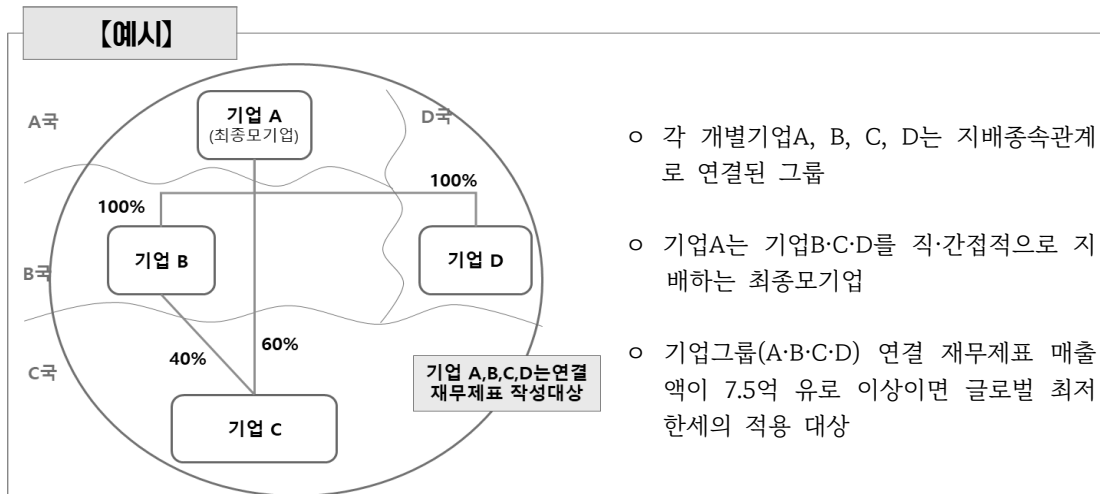 【예시】
A국
기업 A
(최종모기업)
D국
100%
100%
기업 B
기업 D
B국
40%
60%
C국
기업 A,B,C,D는연결
재무제표 작성대상
기업 C
ㅇ 각 개별기업A, B, C, D는 지배종속관계
로 연결된 그룹
ㅇ 기업A는 기업B·C·D를 직·간접적으로 지
배하는 최종모기업
ㅇ 기업그룹(A·B·C·D) 연결 재무제표 매출
액이 7.5억 유로 이상이면 글로벌 최저
한세의 적용 대상